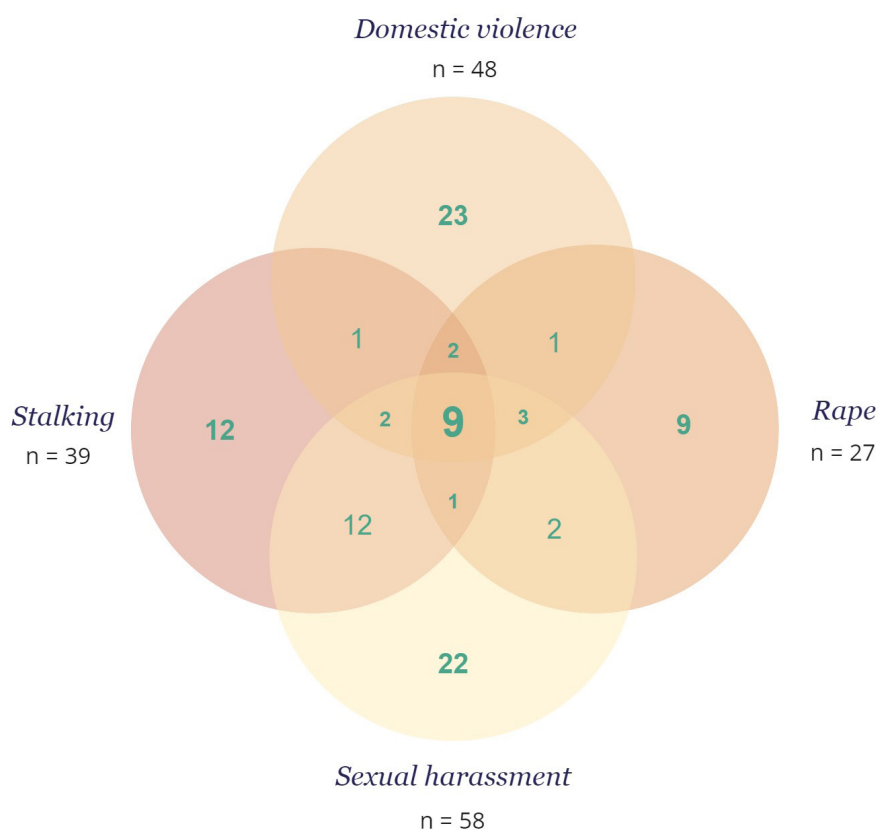 Domestic violence
n = 48
23
1
2
1
Stalking
n = 39
12
2
9
3
9
Rape
n = 27
1
12
2
22
Sexual harassment
n = 58